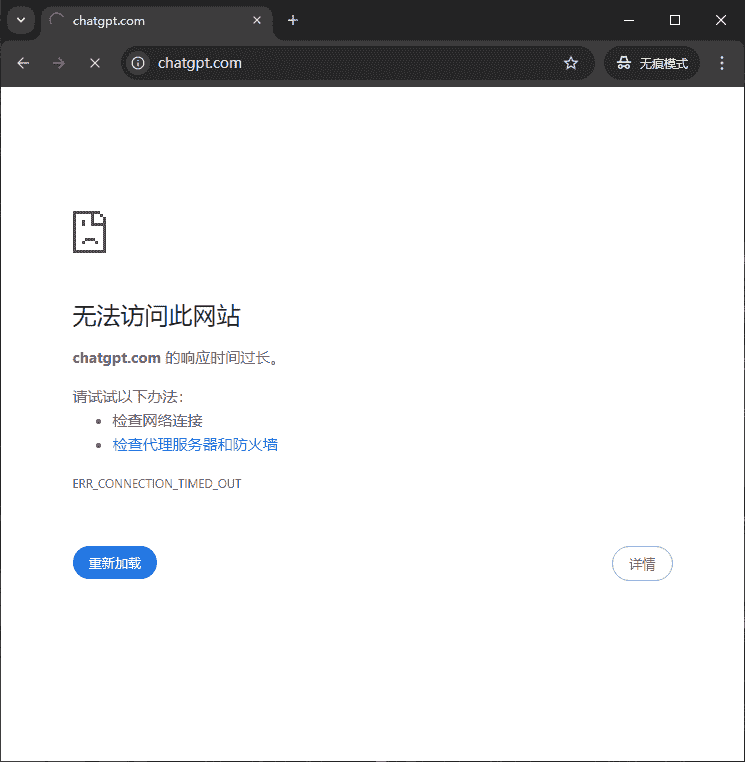 chatgpt.com
chatgpt.com
无痕模式
无法访问此网站
chatgpt.com 的响应时间过长。
请试试以下办法：
检查网络连接
检查代理服务器和防火墙
ERR_CONNECTION_TIMED_OUT
重新加载
详情